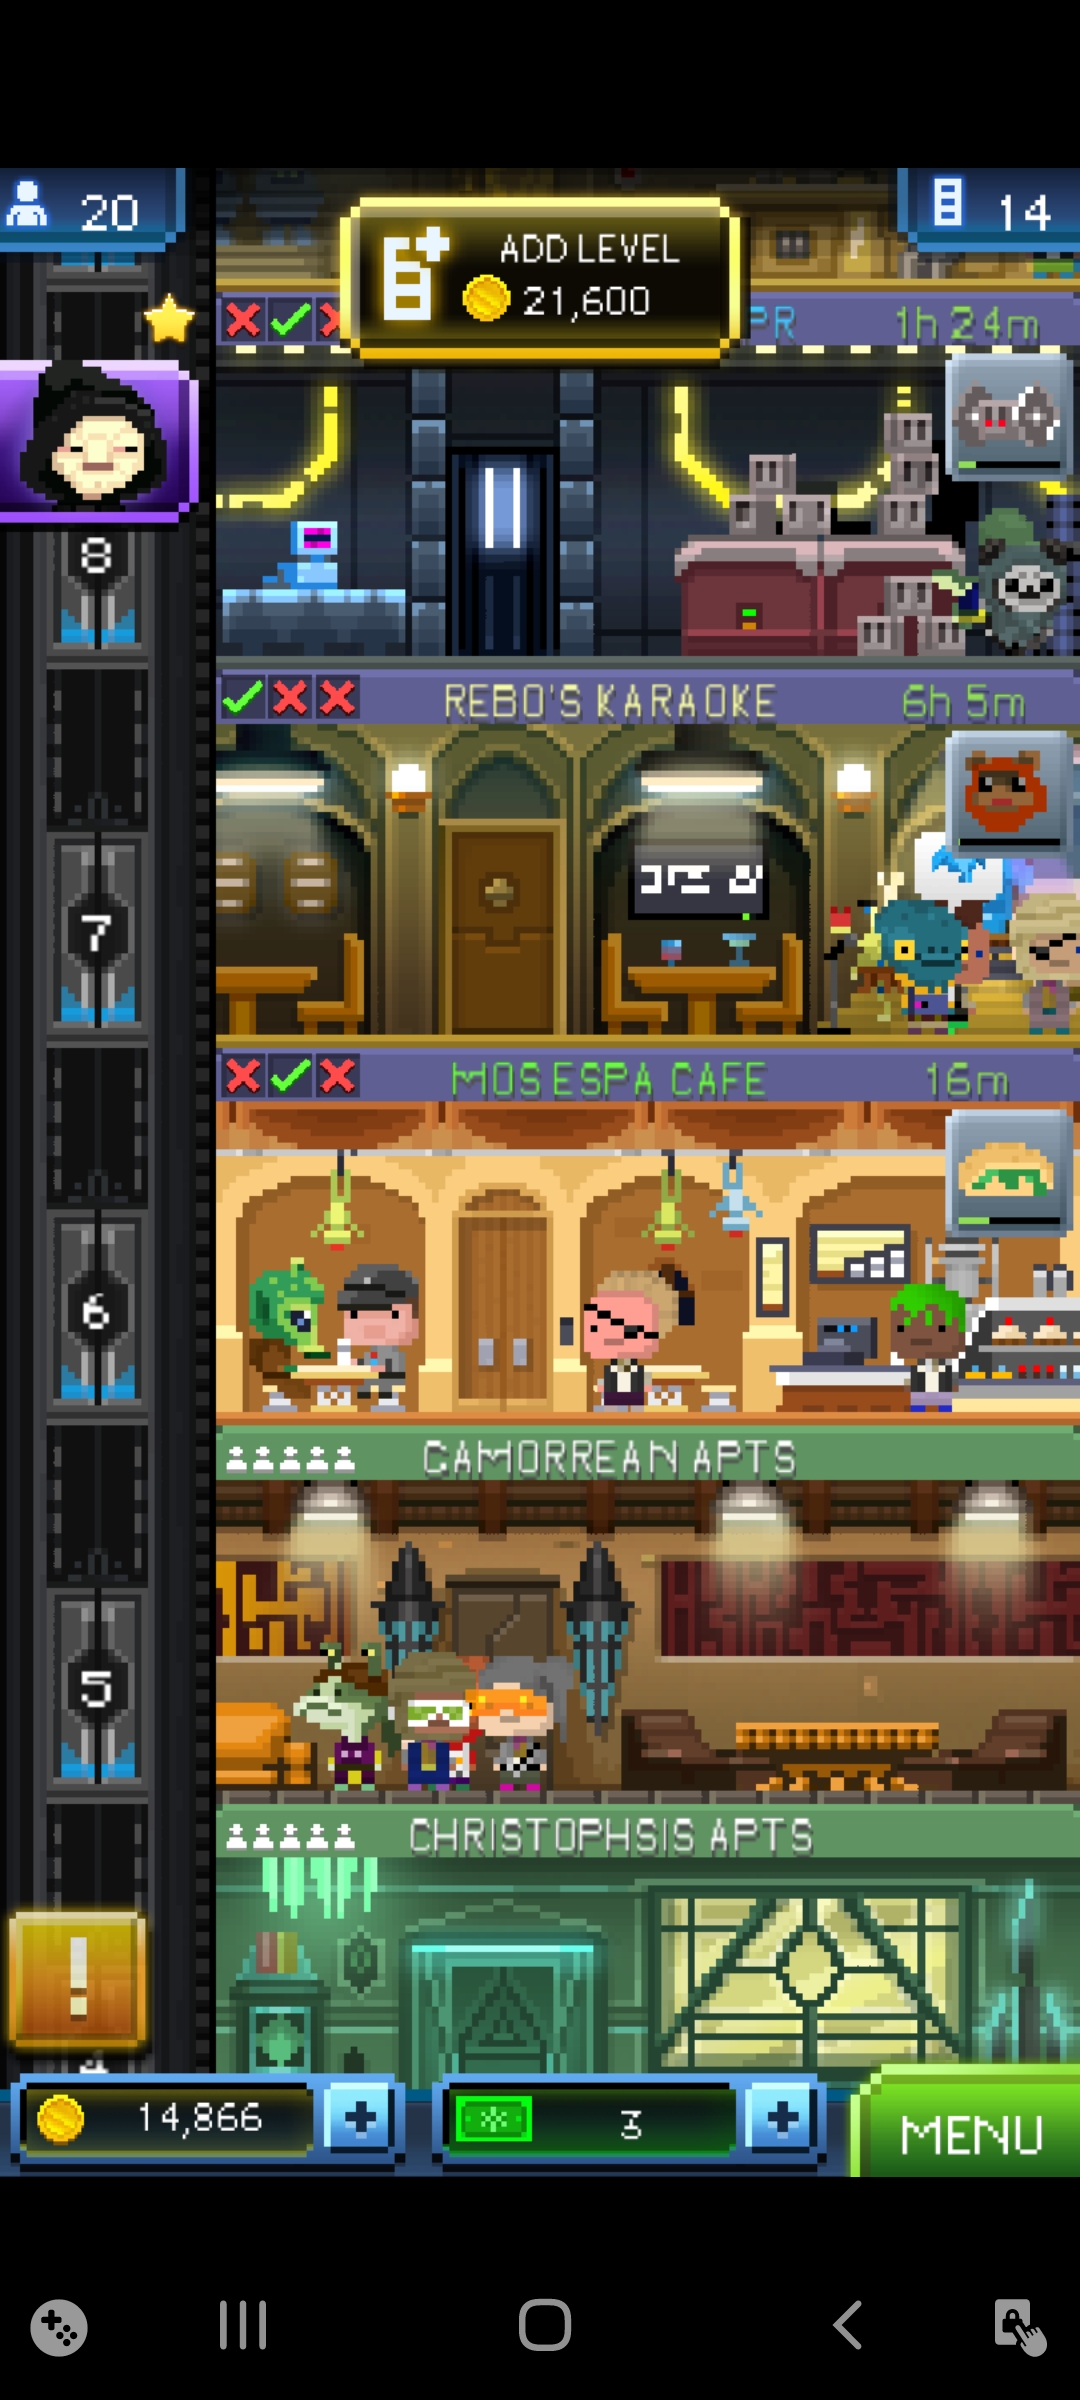 20
14
ADD LEVEL
21,600
PR
1h 24m
8
REBO'S KARAOKE
6h 5m
7
MOS ESPA CAFE
16m
6
GAMORREAN APTS
5
CHRISTOPHSIS APTS
!
14,866
3
MENU